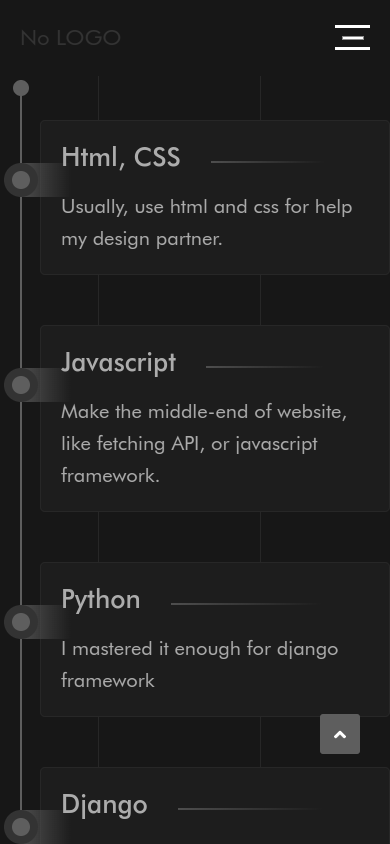 No LOGO
Html, CSS
Usually, use html and css for help
my design partner.
Javascript
Make the middle-end of website,
like fetching API, or javascript
framework.
Python
I mastered it enough for django
framework
Django